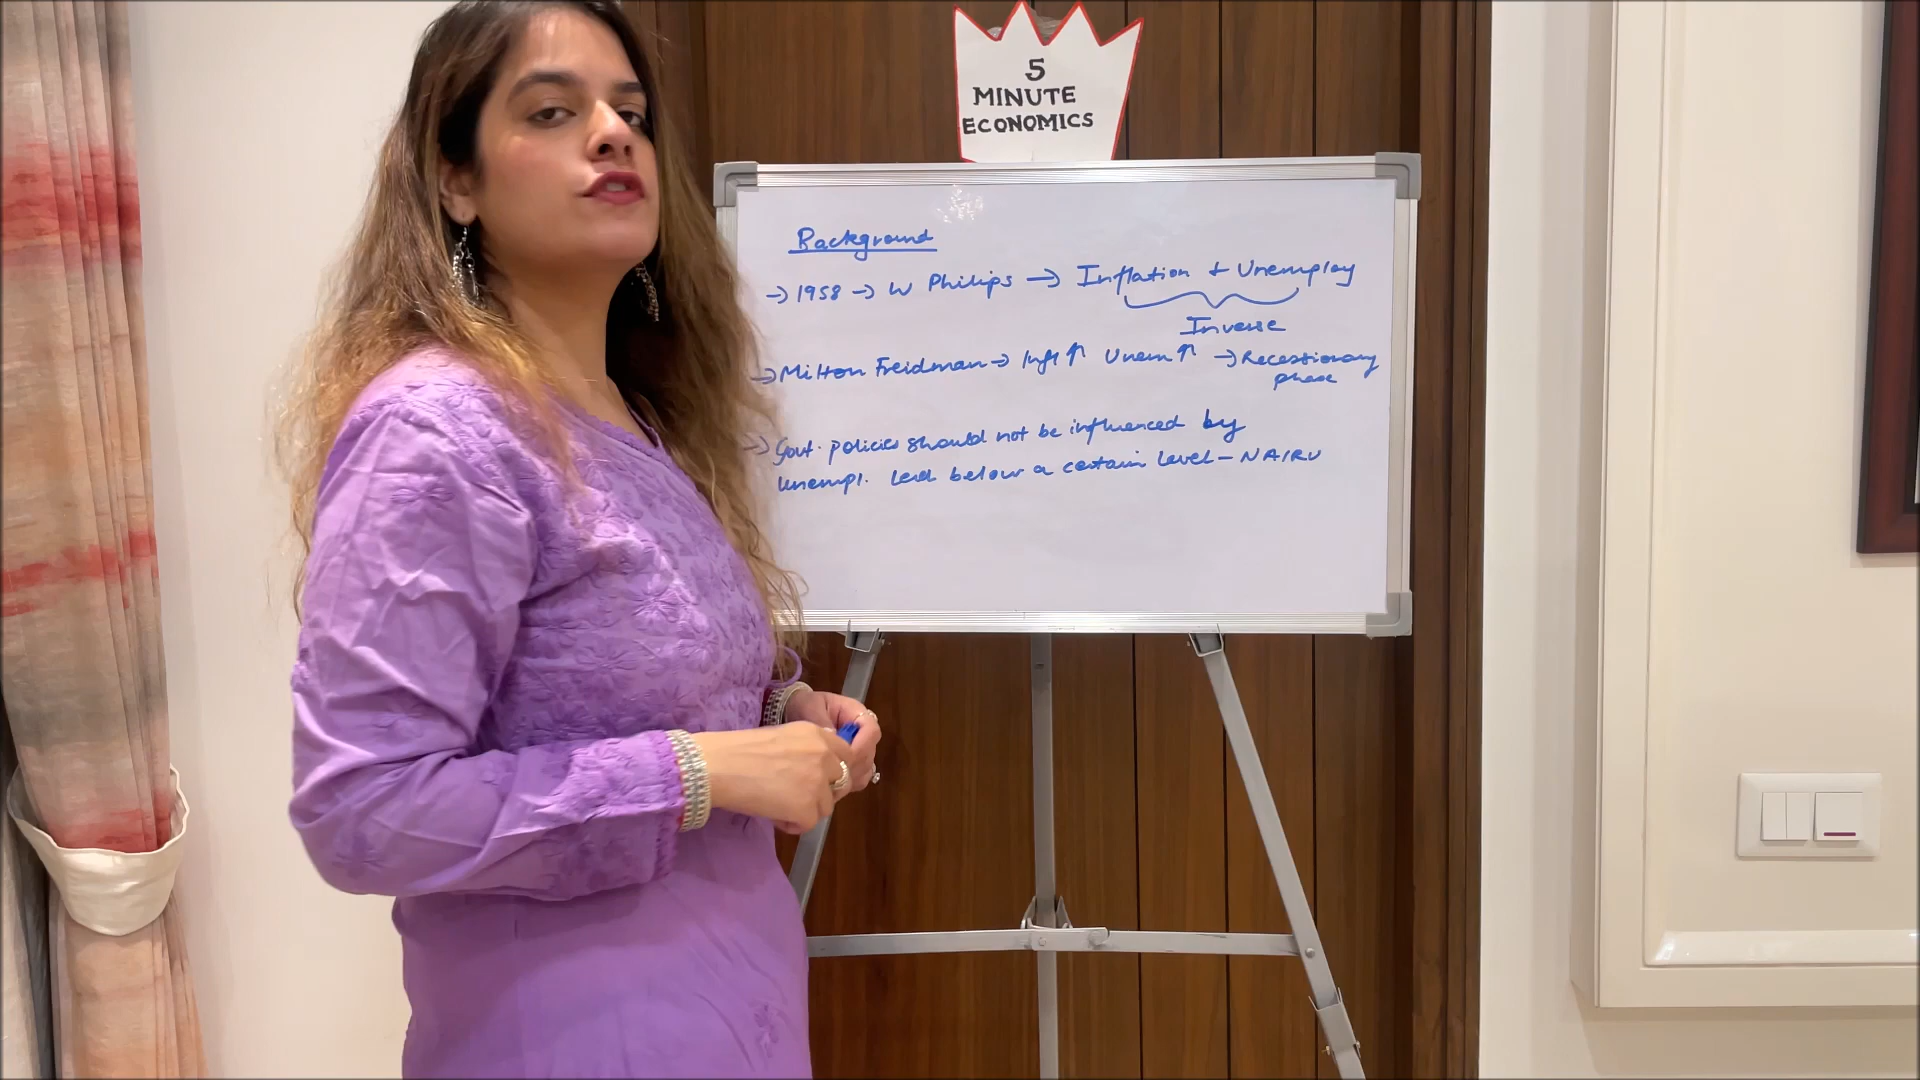 5
MINUTE
ECONOMICS
Background
→ 1958 → W Philips → Inflation + Unemploy
Inverse
→ Milton Freidman → Infl ↑ Unem ↑ → Recessionary
phase
→ Govt. policies should not be influenced by
unempl. level below a certain level - NAIRU